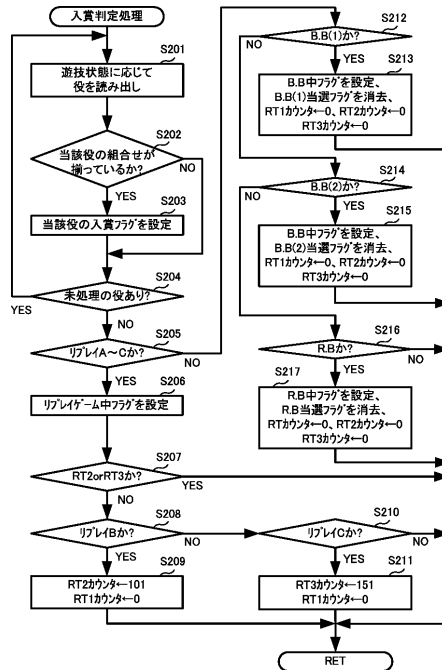 入賞判定処理
S201
遊技状態に応じて
役を読み出し
S202
当該役の組合せが
揃っているか?
NO
YES
S203
当該役の入賞フラグを設定
S204
未処理の役あり?
YES
NO
S205
リプレイA～Cか?
NO
YES
S206
リプレイゲーム中フラグを設定
S207
RT2orRT3か?
YES
NO
S208
リプレイBか?
NO
YES
S209
RT2カウンタ←101
RT1カウンタ←0
S210
リプレイCか?
NO
YES
S211
RT3カウンタ←151
RT1カウンタ←0
S212
B.B(1)か?
NO
YES
S213
B.B中フラグを設定、
B.B(1)当選フラグを消去、
RT1カウンタ←0、RT2カウンタ←0
RT3カウンタ←0
S214
B.B(2)か?
NO
YES
S215
B.B中フラグを設定、
B.B(2)当選フラグを消去、
RT1カウンタ←0、RT2カウンタ←0
RT3カウンタ←0
S216
R.Bか?
NO
YES
S217
R.B中フラグを設定、
R.B当選フラグを消去、
RTカウンタ←0、RT2カウンタ←0
RT3カウンタ←0
RET